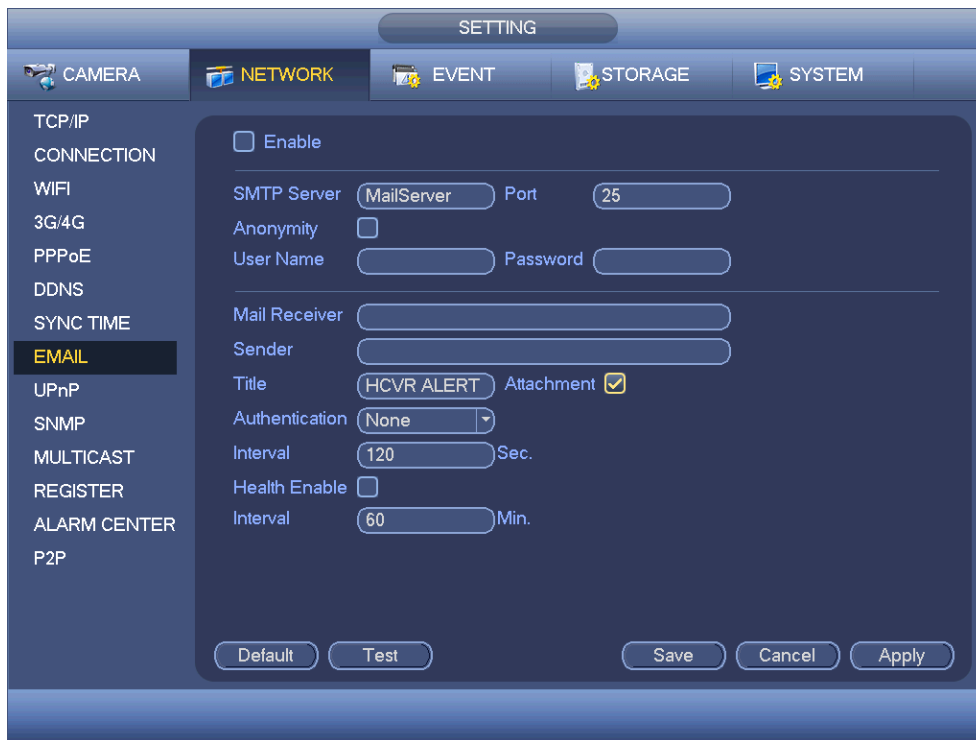 SETTING
CAMERA NETWORK EVENT STORAGE SYSTEM
TCP/IP
CONNECTION
WIFI
3G/4G
PPPoE
DDNS
SYNC TIME
EMAIL
UPnP
SNMP
MULTICAST
REGISTER
ALARM CENTER
P2P
Enable
SMTP Server MailServer Port 25
Anonymity
User Name Password
Mail Receiver
Sender
Title HCVR ALERT Attachment
Authentication None
Interval 120 Sec.
Health Enable
Interval 60 Min.
Default Test Save Cancel Apply